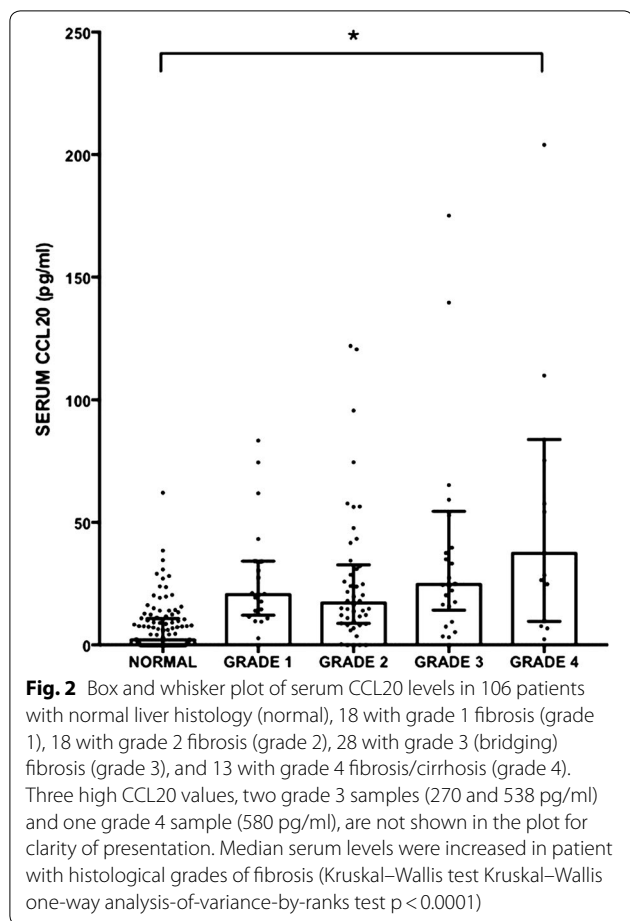 250
*
200
150
100
50
0
SERUM CCL20 (pg/ml)
NORMAL GRADE 1 GRADE 2 GRADE 3 GRADE 4
Fig. 2 Box and whisker plot of serum CCL20 levels in 106 patients
with normal liver histology (normal), 18 with grade 1 fibrosis (grade
1), 18 with grade 2 fibrosis (grade 2), 28 with grade 3 (bridging)
fibrosis (grade 3), and 13 with grade 4 fibrosis/cirrhosis (grade 4).
Three high CCL20 values, two grade 3 samples (270 and 538 pg/ml)
and one grade 4 sample (580 pg/ml), are not shown in the plot for
clarity of presentation. Median serum levels were increased in patient
with histological grades of fibrosis (Kruskal–Wallis test Kruskal–Wallis
one-way analysis-of-variance-by-ranks test p < 0.0001)